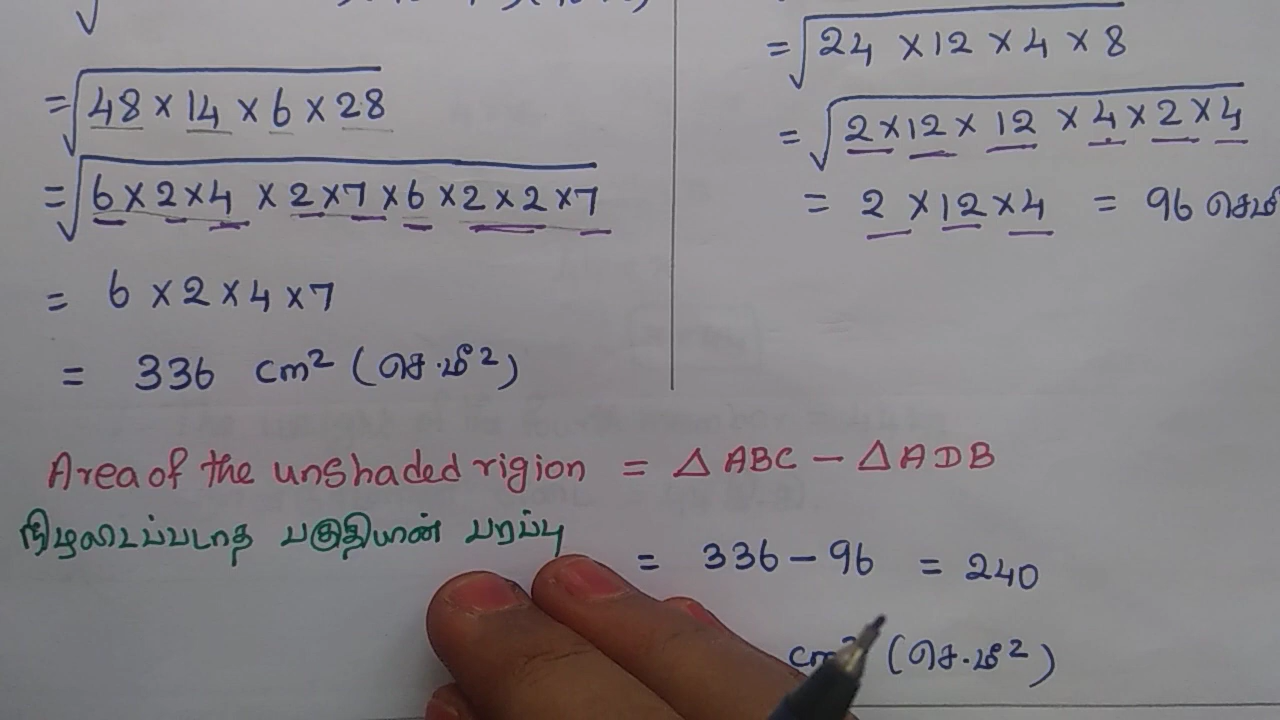 =√48 × 14 × 6 × 28
=√6 × 2 × 4 × 2 × 7 × 6 × 2 × 2 × 7
= 6 × 2 × 4 × 7
= 336 cm² (செ.மீ²)
=√24 × 12 × 4 × 8
=√2 × 12 × 12 × 4 × 2 × 4
= 2 × 12 × 4 = 96 செமீ
Area of the unshaded rigion = △ ABC − △ ADB
நிழலிடப்படாத பகுதியின் பரப்பு
= 336 − 96 = 240
cm² (செ.மீ²)